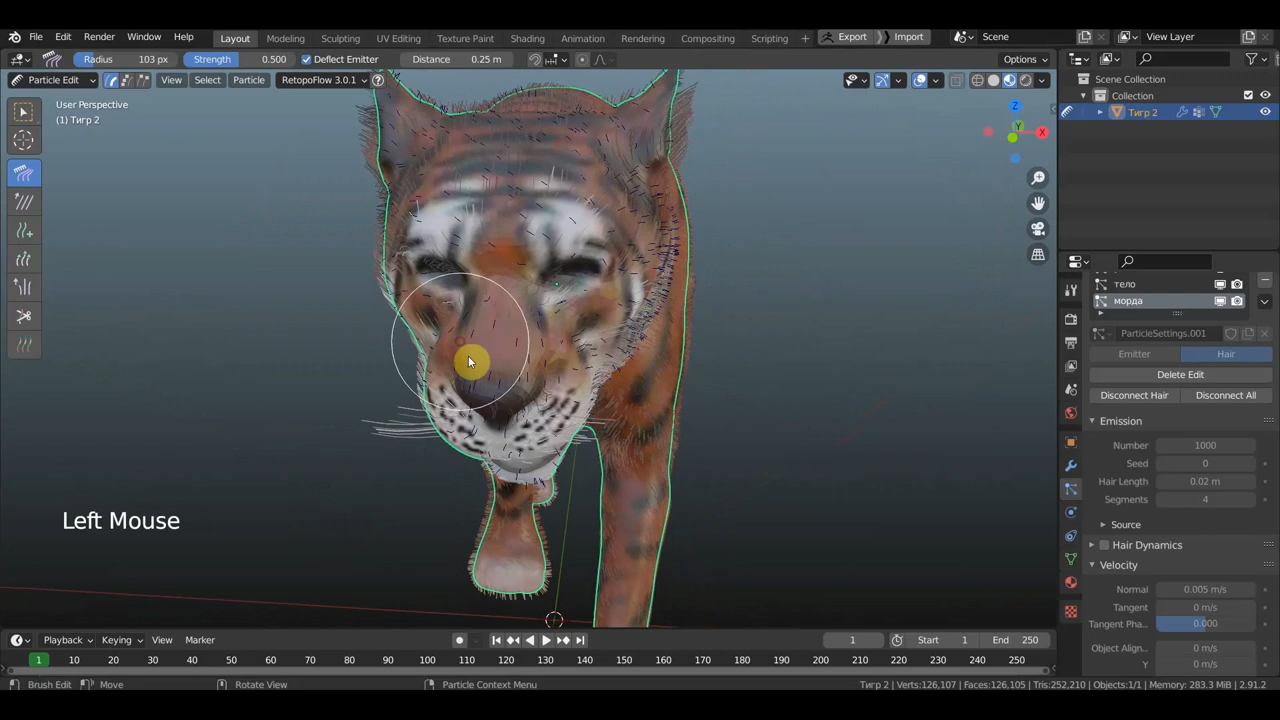 File Edit Render Window Help Layout Modeling Sculpting UV Editing Texture Paint Shading Animation Rendering Compositing Scripting + Export Import Scene View Layer
Radius 103 px Strength 0.500 Deflect Emitter Distance 0.25 m Options
Particle Edit View Select Particle RetopoFlow 3.0.1 ?
Scene Collection
User Perspective
Collection
(1) Тигр 2
Тигр 2
Z
Y
X
тело
морда
ParticleSettings.001
Emitter Hair
Delete Edit
Disconnect Hair Disconnect All
Emission
Number 1000
Seed 0
Hair Length 0.02 m
Segments 4
Source
Left Mouse
Hair Dynamics
Velocity
Normal 0.005 m/s
Tangent 0 m/s
Tangent Pha... 0.000
Object Align... 0 m/s
Y 0 m/s
Playback Keying View Marker 1 Start 1 End 250
1 10 20 30 40 50 60 70 80 90 100 110 120 130 140 150 160 170 180 190 200 210 220 230 240 250
Brush Edit Move Rotate View Particle Context Menu Тигр 2 | Verts:126,107 | Faces:126,105 | Tris:252,210 | Objects:1/1 | Memory: 283.3 MiB | 2.91.2